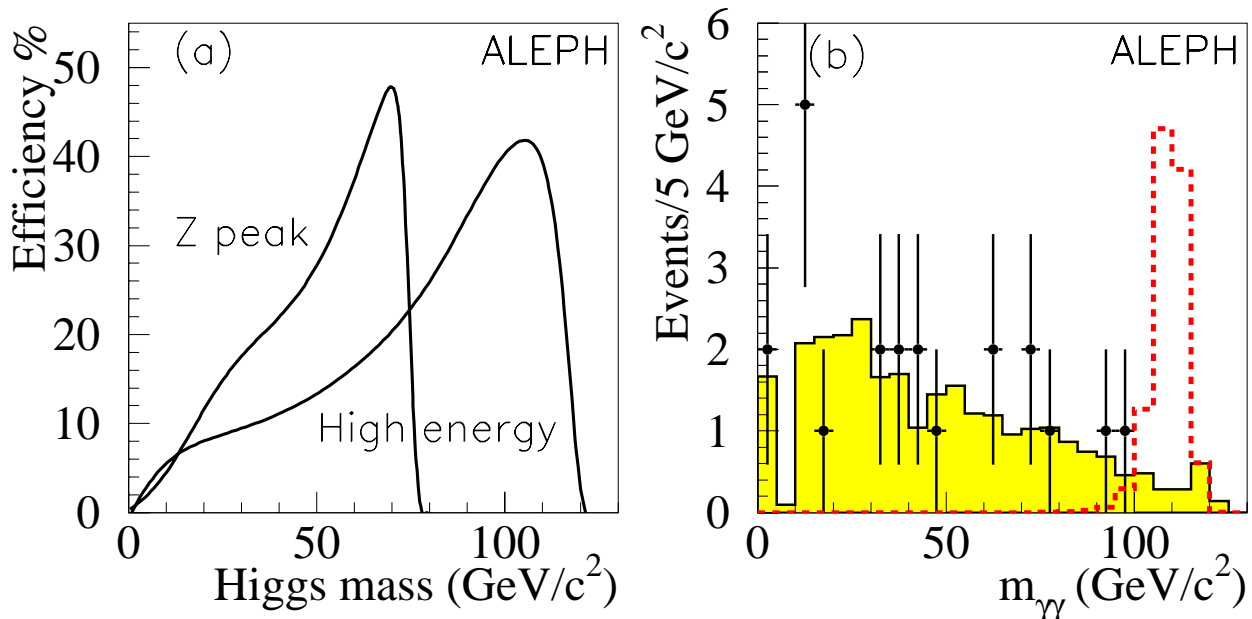 (a)
ALEPH
Efficiency %
50
40
30
20
10
0
Z peak
High energy
0
50
100
Higgs mass (GeV/c²)
(b)
ALEPH
Events/5 GeV/c²
6
5
4
3
2
1
0
0
50
100
mγγ (GeV/c²)